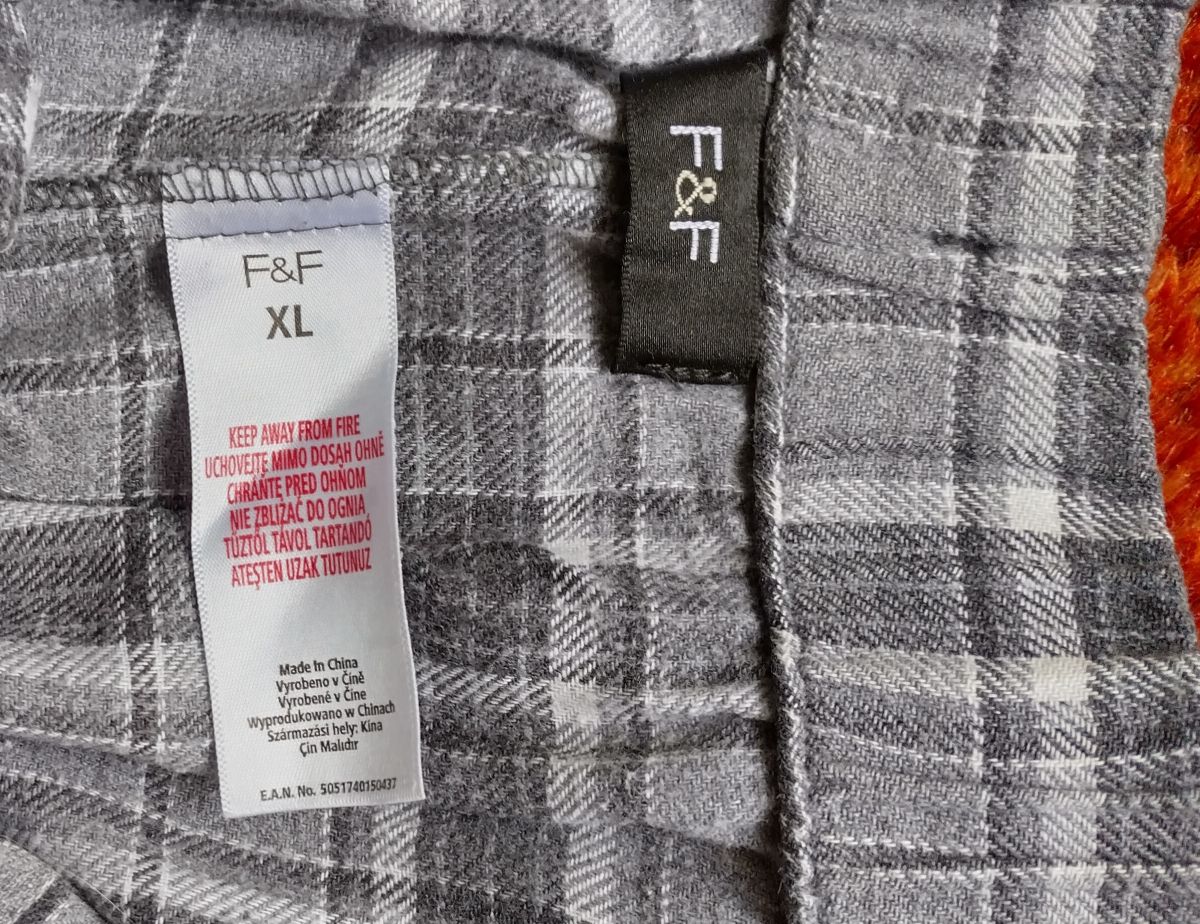 F&F
XL
KEEP AWAY FROM FIRE
UCHOVEJTE MIMO DOSAH OHNĚ
CHRÁŇTE PRED OHŇOM
NIE ZBLIŻAĆ DO OGNIA
TŰZTŐL TÁVOL TARTANDÓ
ATEŞTEN UZAK TUTUNUZ
Made In China
Vyrobeno v Číně
Vyrobené v Číne
Wyprodukowano w Chinach
Származási hely: Kína
Çin Malıdır
E.A.N. No. 5051740150437
F&F